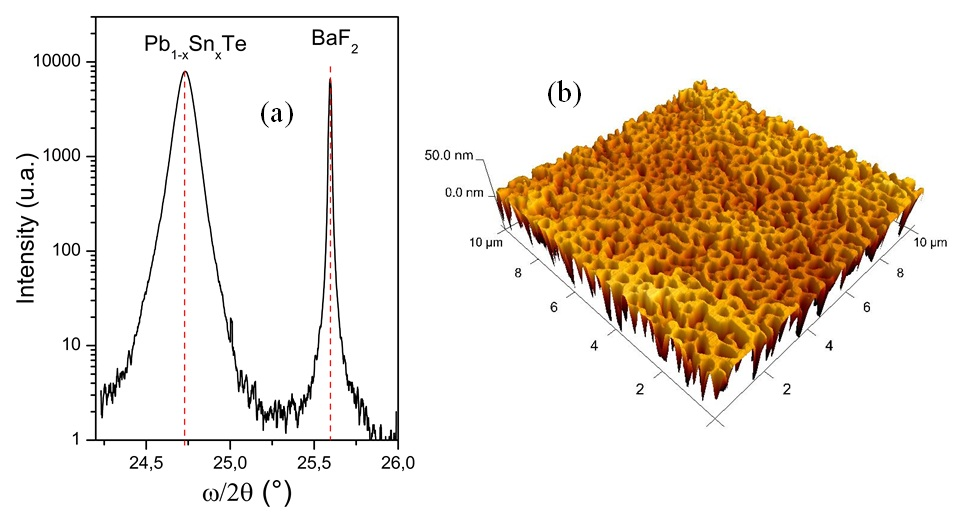 Pb1-xSnxTe
BaF2
(a)
10000
1000
100
10
1
Intensity (u.a.)
24,5
25,0
25,5
26,0
ω/2θ (°)
(b)
50.0 nm
0.0 nm
10 µm
8
6
4
2
10 µm
8
6
4
2